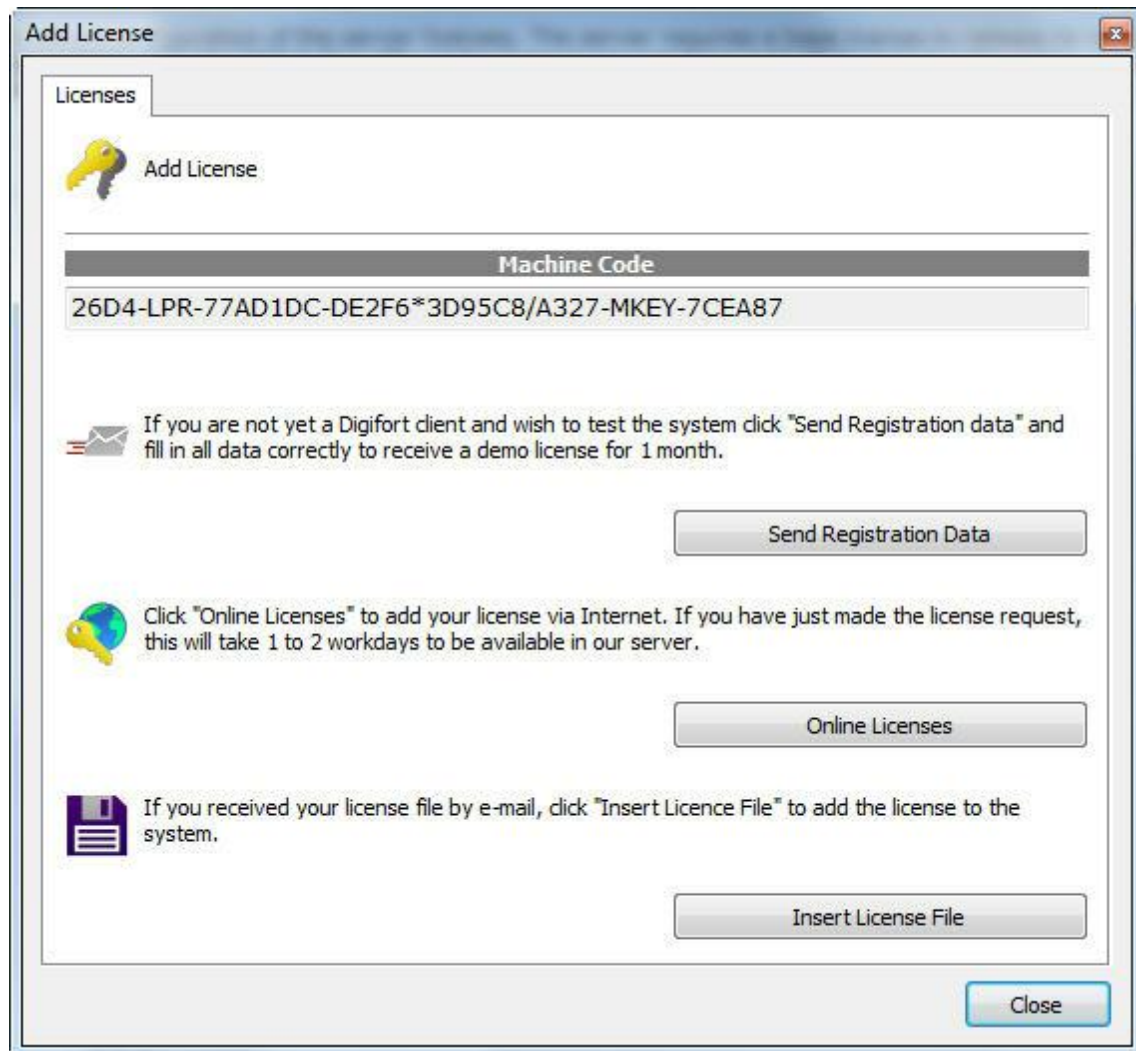 Add License
Licenses
Add License
Machine Code
26D4-LPR-77AD1DC-DE2F6*3D95C8/A327-MKEY-7CEA87
If you are not yet a Digifort client and wish to test the system click "Send Registration data" and
fill in all data correctly to receive a demo license for 1 month.
Send Registration Data
Click "Online Licenses" to add your license via Internet. If you have just made the license request,
this will take 1 to 2 workdays to be available in our server.
Online Licenses
If you received your license file by e-mail, click "Insert Licence File" to add the license to the
system.
Insert License File
Close